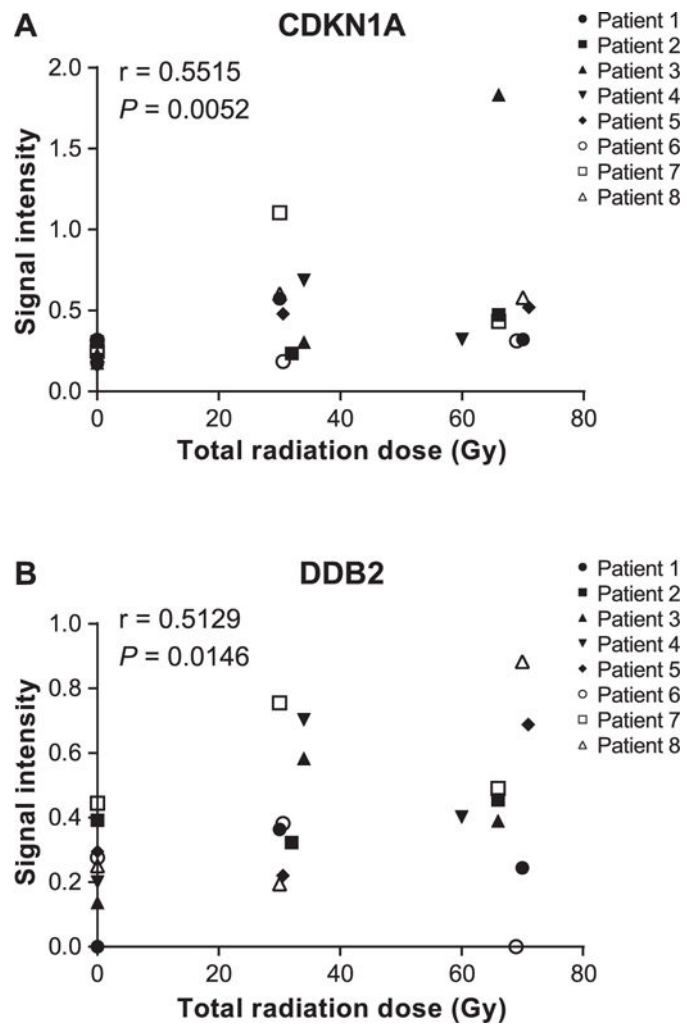 A CDKN1A
r = 0.5515
P = 0.0052
2.0
1.5
1.0
0.5
0.0
Signal intensity
0 20 40 60 80
Total radiation dose (Gy)
Patient 1
Patient 2
Patient 3
Patient 4
Patient 5
Patient 6
Patient 7
Patient 8
B DDB2
r = 0.5129
P = 0.0146
1.0
0.8
0.6
0.4
0.2
0.0
Signal intensity
0 20 40 60 80
Total radiation dose (Gy)
Patient 1
Patient 2
Patient 3
Patient 4
Patient 5
Patient 6
Patient 7
Patient 8